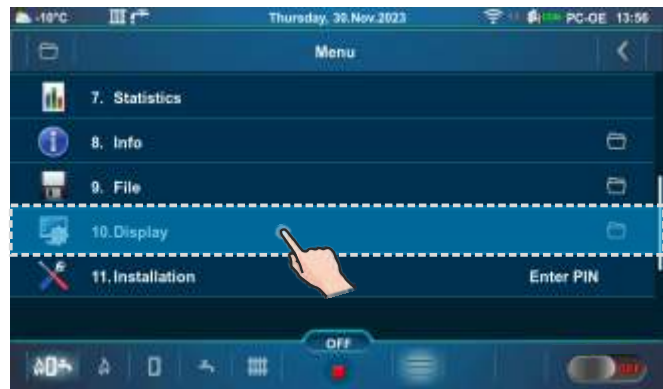 -10°C Thursday, 30.Nov.2023 PC-OE 13:56
Menu
7. Statistics
8. Info
9. File
10. Display
11. Installation Enter PIN
OFF
OFF